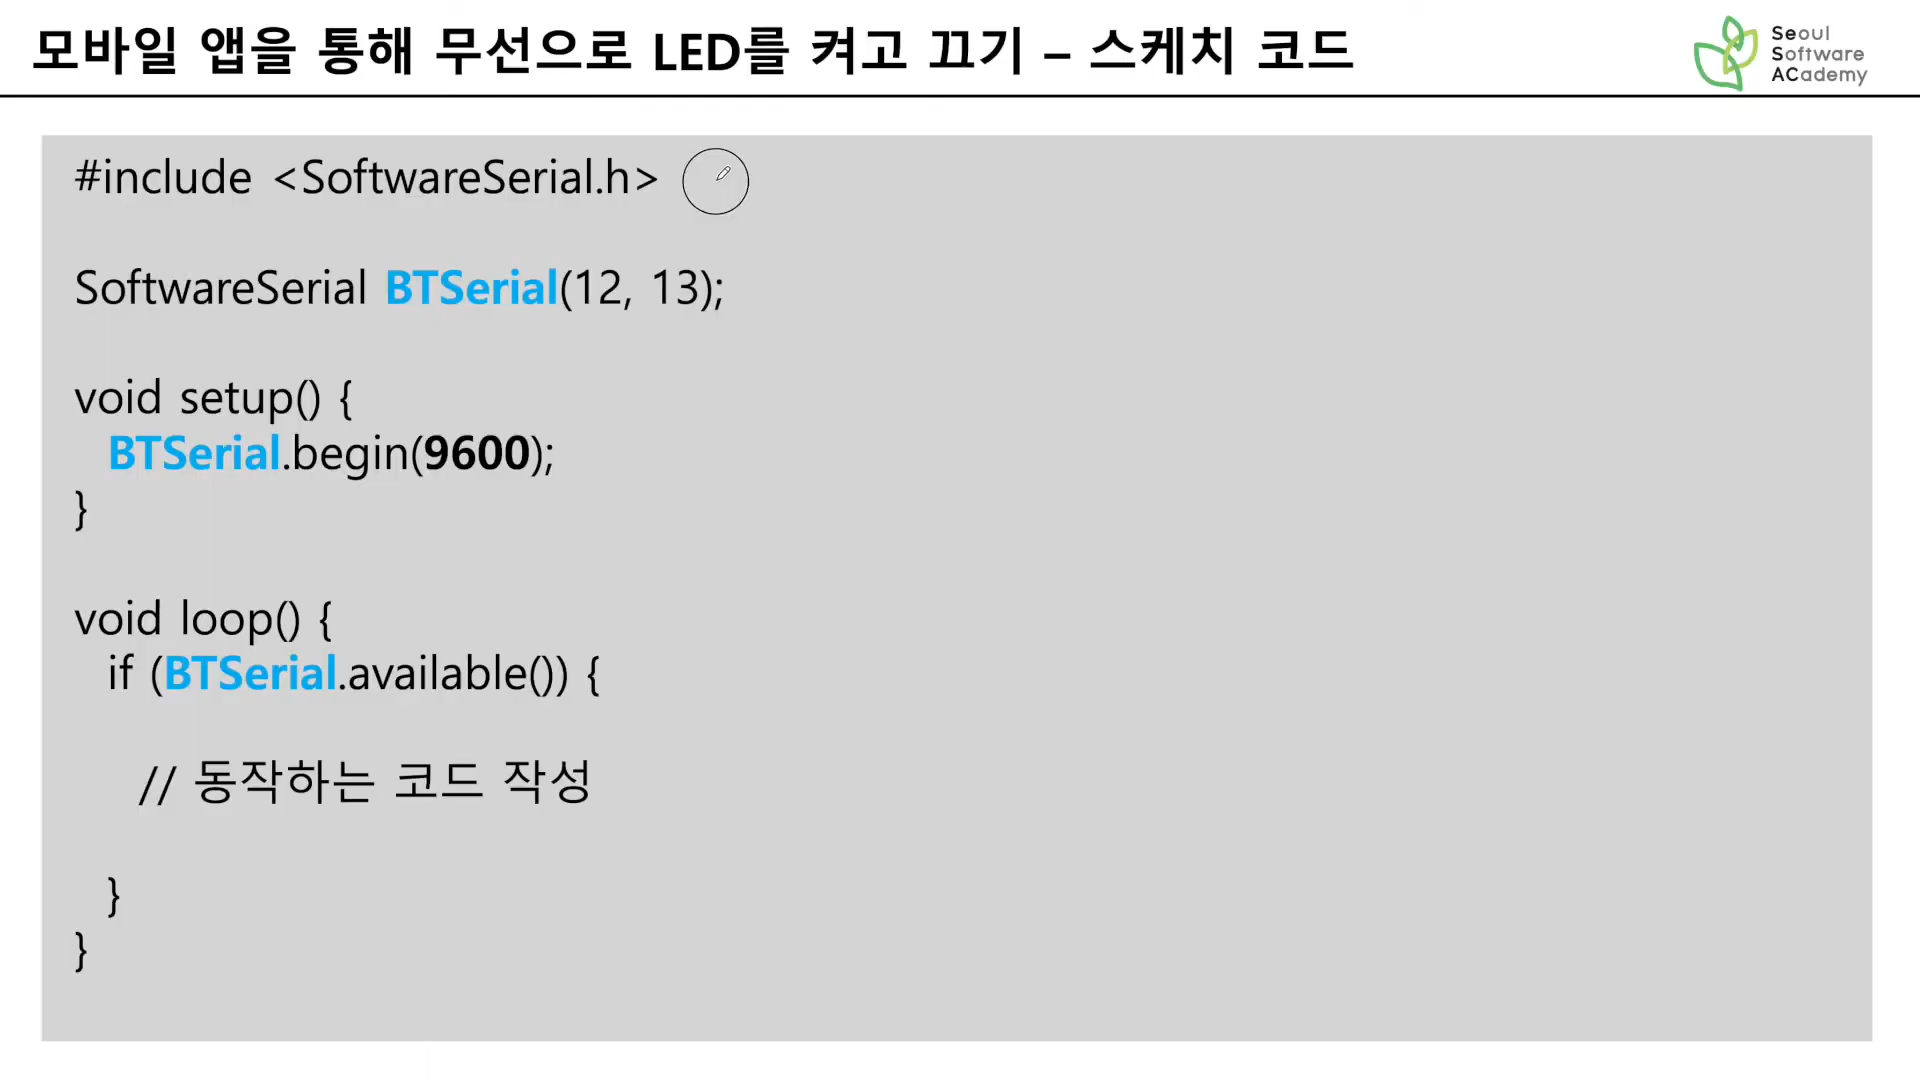 모바일 앱을 통해 무선으로 LED를 켜고 끄기 – 스케치 코드
Seoul
Software
ACademy
#include <SoftwareSerial.h>
SoftwareSerial BTSerial(12, 13);
void setup() {
BTSerial.begin(9600);
}
void loop() {
if (BTSerial.available()) {
// 동작하는 코드 작성
}
}